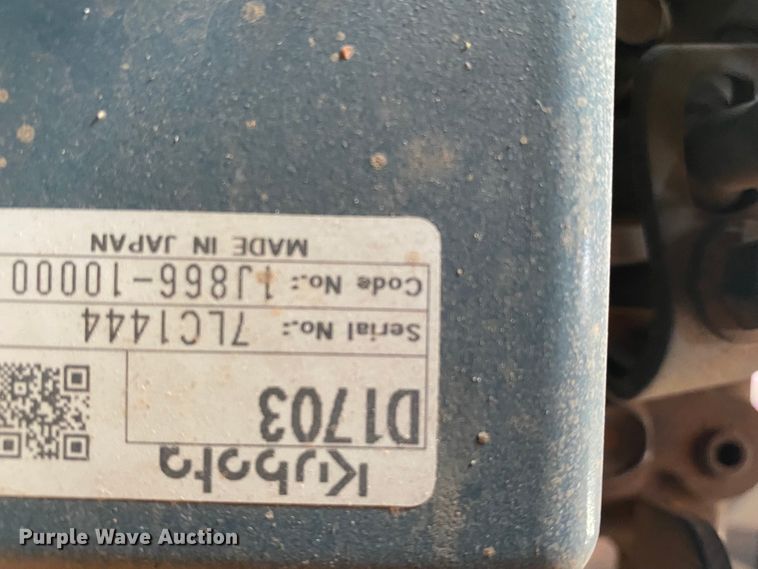 Kubota
D1703
Serial No.: 7LC1444
Code No.: 1J866-10000
MADE IN JAPAN
Purple Wave Auction